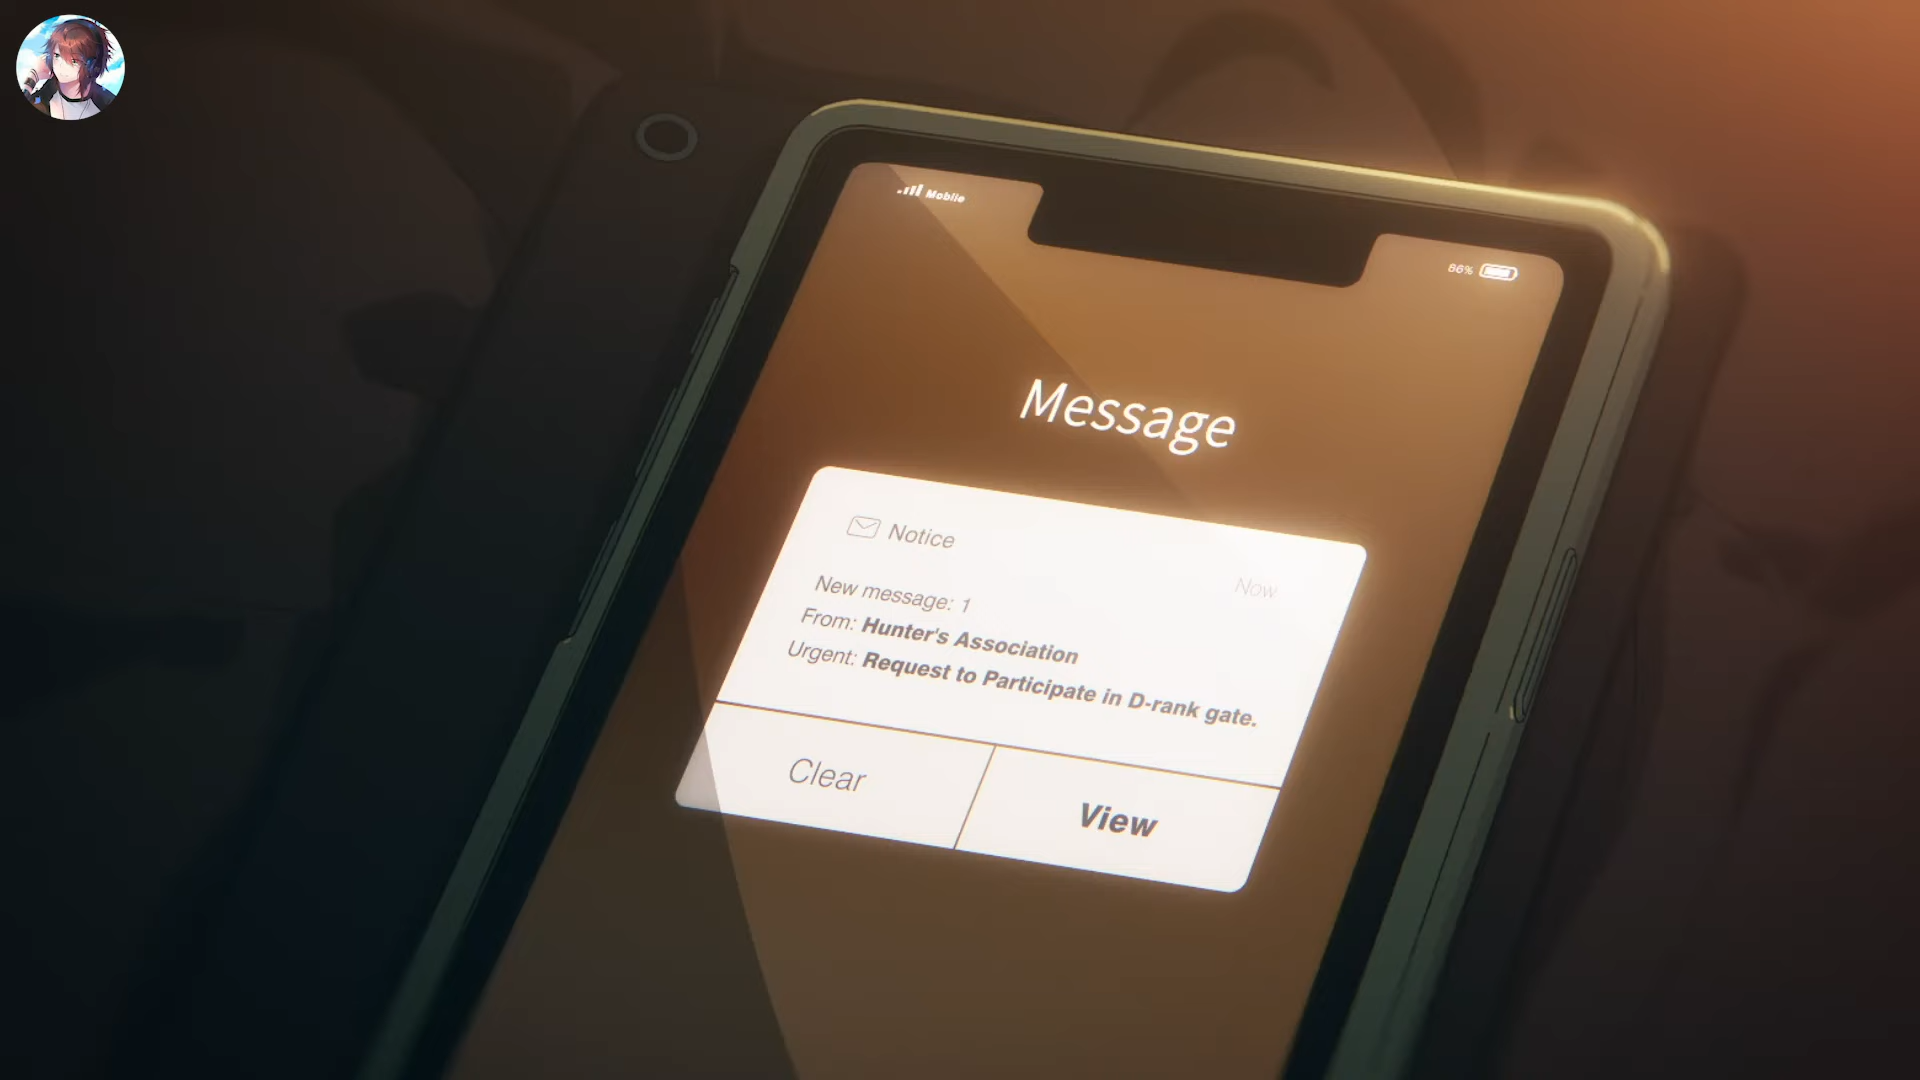 Mobile
86%
Message
Notice
Now
New message: 1
From: Hunter's Association
Urgent: Request to Participate in D-rank gate.
Clear
View